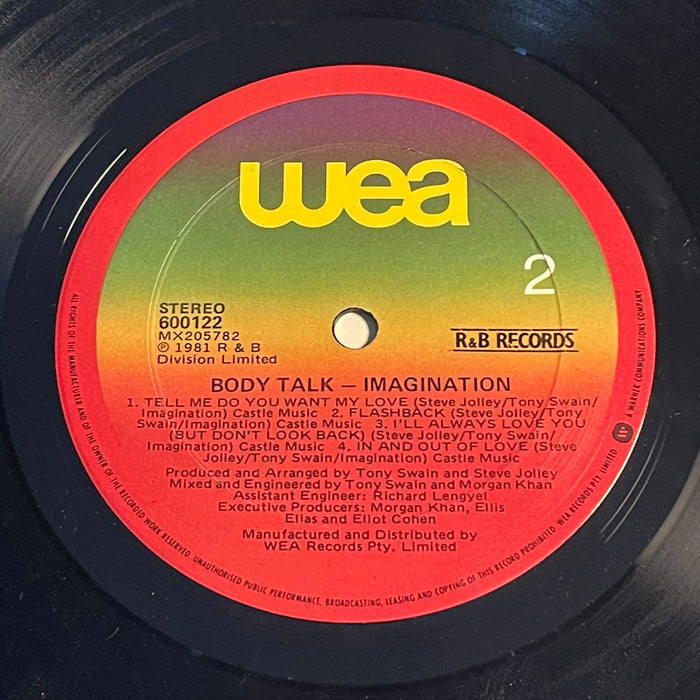 wea
2
STEREO
600122
MX205782
Ⓟ 1981 R & B
Division Limited
R&B RECORDS
BODY TALK — IMAGINATION
1. TELL ME DO YOU WANT MY LOVE (Steve Jolley/Tony Swain/
Imagination) Castle Music 2. FLASHBACK (Steve Jolley/Tony
Swain/Imagination) Castle Music 3. I'LL ALWAYS LOVE YOU
(BUT DON'T LOOK BACK) (Steve Jolley/Tony Swain/
Imagination) Castle Music 4. IN AND OUT OF LOVE (Steve
Jolley/Tony Swain/Imagination) Castle Music
Produced and Arranged by Tony Swain and Steve Jolley
Mixed and Engineered by Tony Swain and Morgan Khan
Assistant Engineer: Richard Lengyel
Executive Producers: Morgan Khan, Ellis
Elias and Eliot Cohen
Manufactured and Distributed by
WEA Records Pty. Limited
ALL RIGHTS OF THE MANUFACTURER AND OF THE OWNER OF THE RECORDED WORK RESERVED. UNAUTHORISED PUBLIC PERFORMANCE, BROADCASTING, LEASING AND COPYING OF THIS RECORD PROHIBITED. WEA RECORDS PTY. LIMITED
A WARNER COMMUNICATIONS COMPANY.